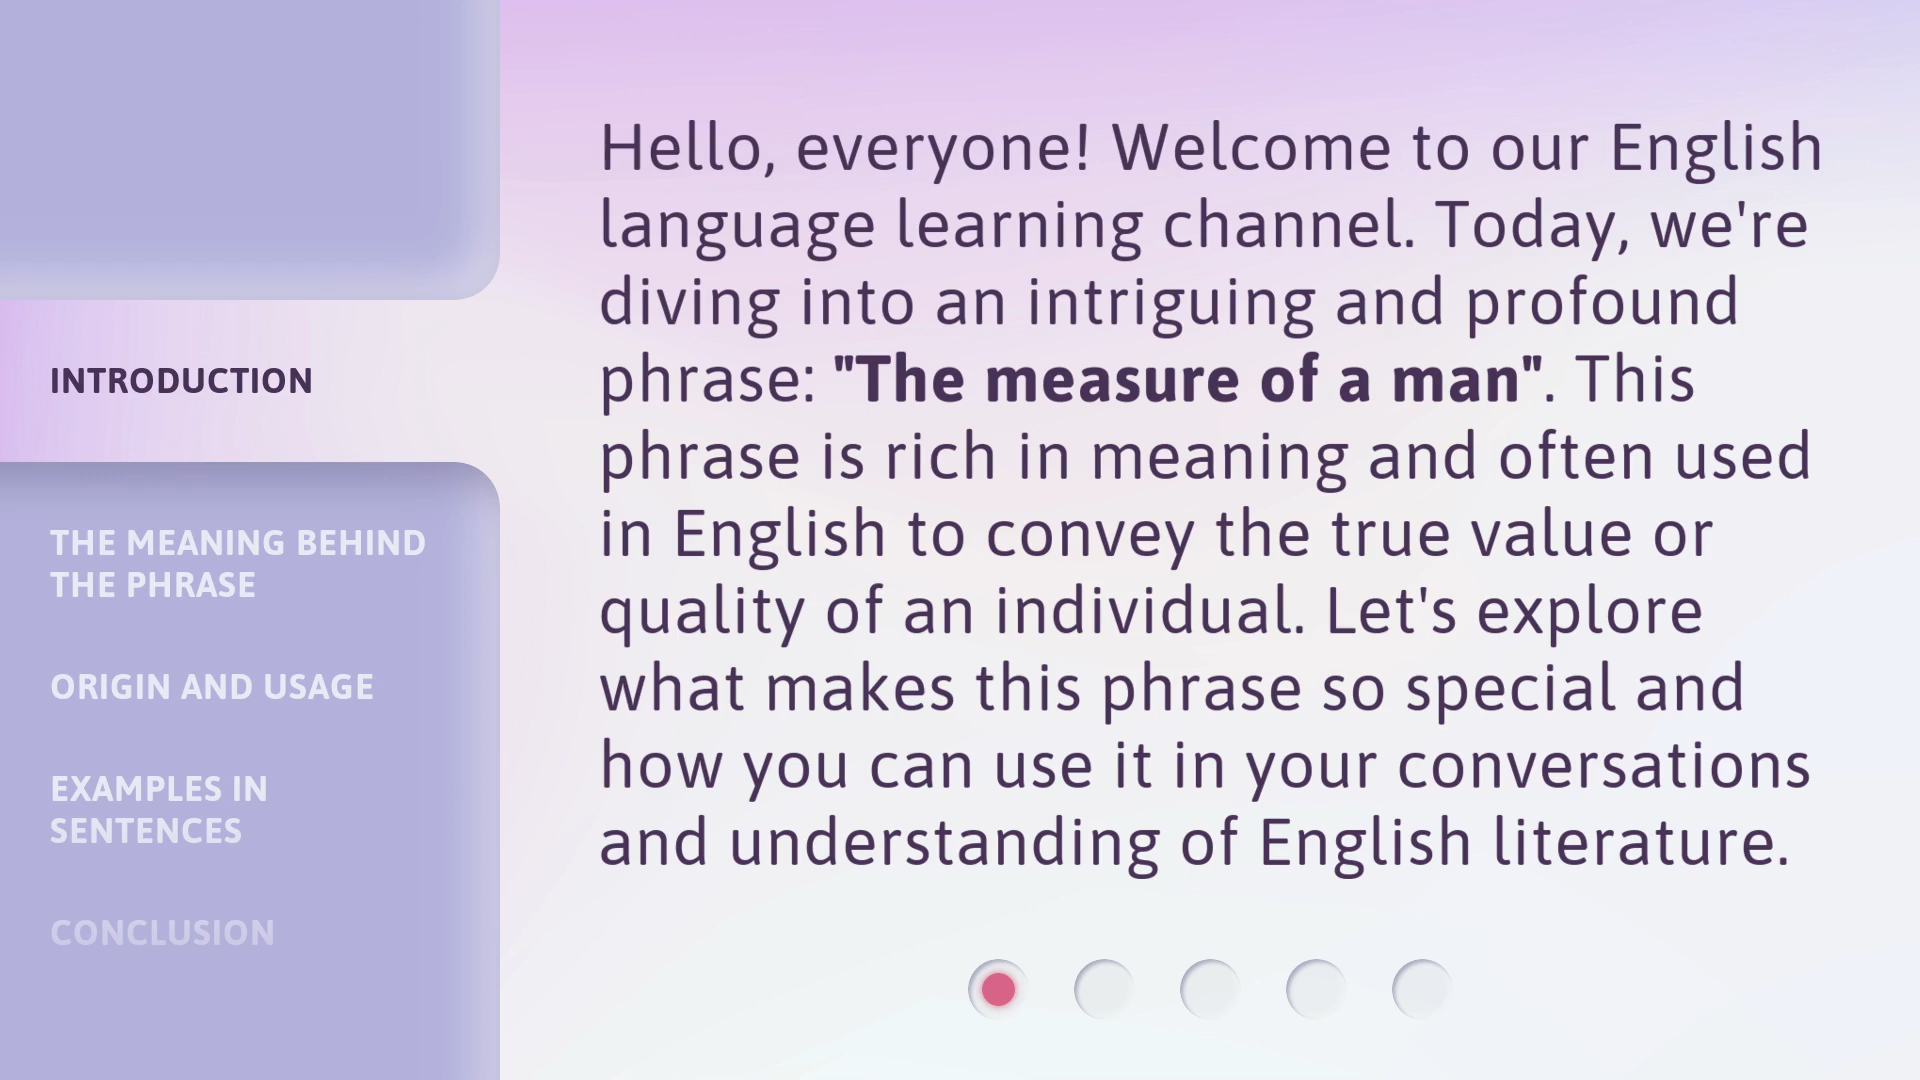 INTRODUCTION
THE MEANING BEHIND
THE PHRASE
ORIGIN AND USAGE
EXAMPLES IN
SENTENCES
CONCLUSION
Hello, everyone! Welcome to our English
language learning channel. Today, we're
diving into an intriguing and profound
phrase: "The measure of a man". This
phrase is rich in meaning and often used
in English to convey the true value or
quality of an individual. Let's explore
what makes this phrase so special and
how you can use it in your conversations
and understanding of English literature.